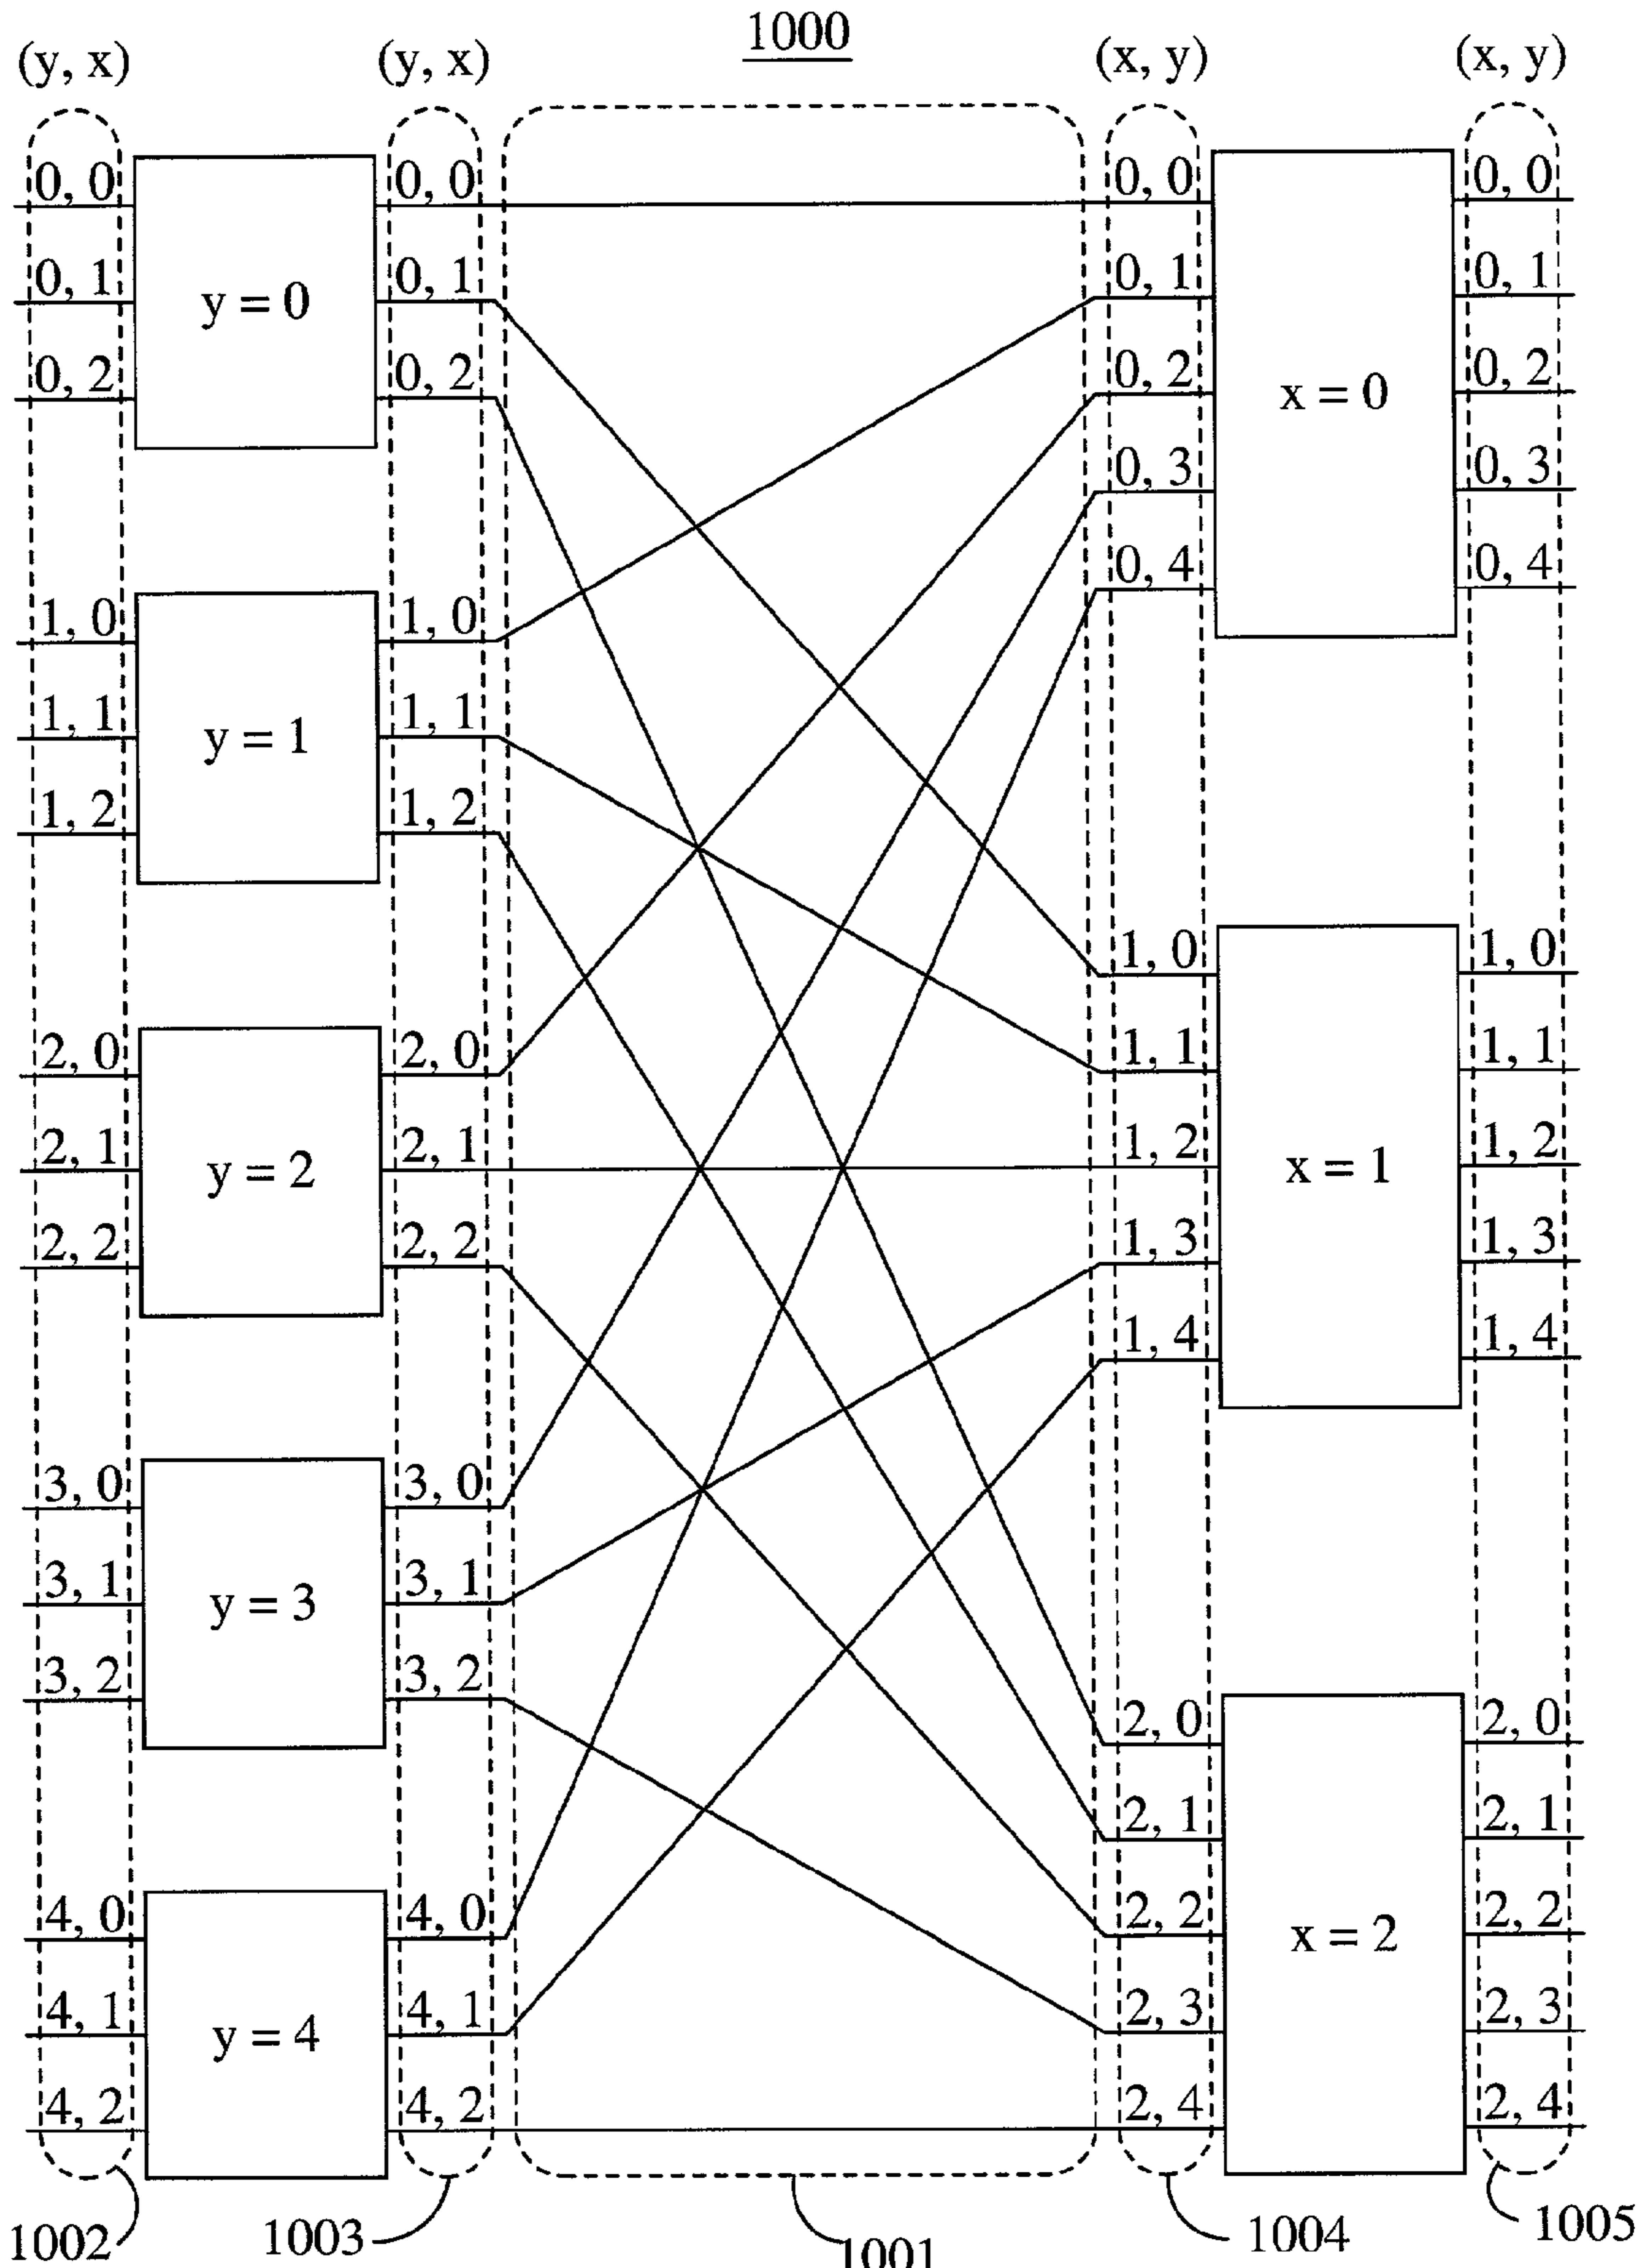 1000
(y, x) (y, x) (x, y) (x, y)
0, 0 0, 0 0, 0 0, 0
0, 1 y = 0 0, 1 0, 1 0, 1
0, 2 0, 2 0, 2 x = 0 0, 2
0, 3 0, 3
0, 4 0, 4
1, 0 1, 0
1, 1 y = 1 1, 1
1, 2 1, 2
1, 0 1, 0
2, 0 2, 0 1, 1 1, 1
2, 1 y = 2 2, 1 1, 2 x = 1 1, 2
2, 2 2, 2 1, 3 1, 3
1, 4 1, 4
3, 0 3, 0
3, 1 y = 3 3, 1
3, 2 3, 2
2, 0 2, 0
2, 1 2, 1
4, 0 4, 0 2, 2 x = 2 2, 2
4, 1 y = 4 4, 1 2, 3 2, 3
4, 2 4, 2 2, 4 2, 4
1002 1003 1001 1004 1005